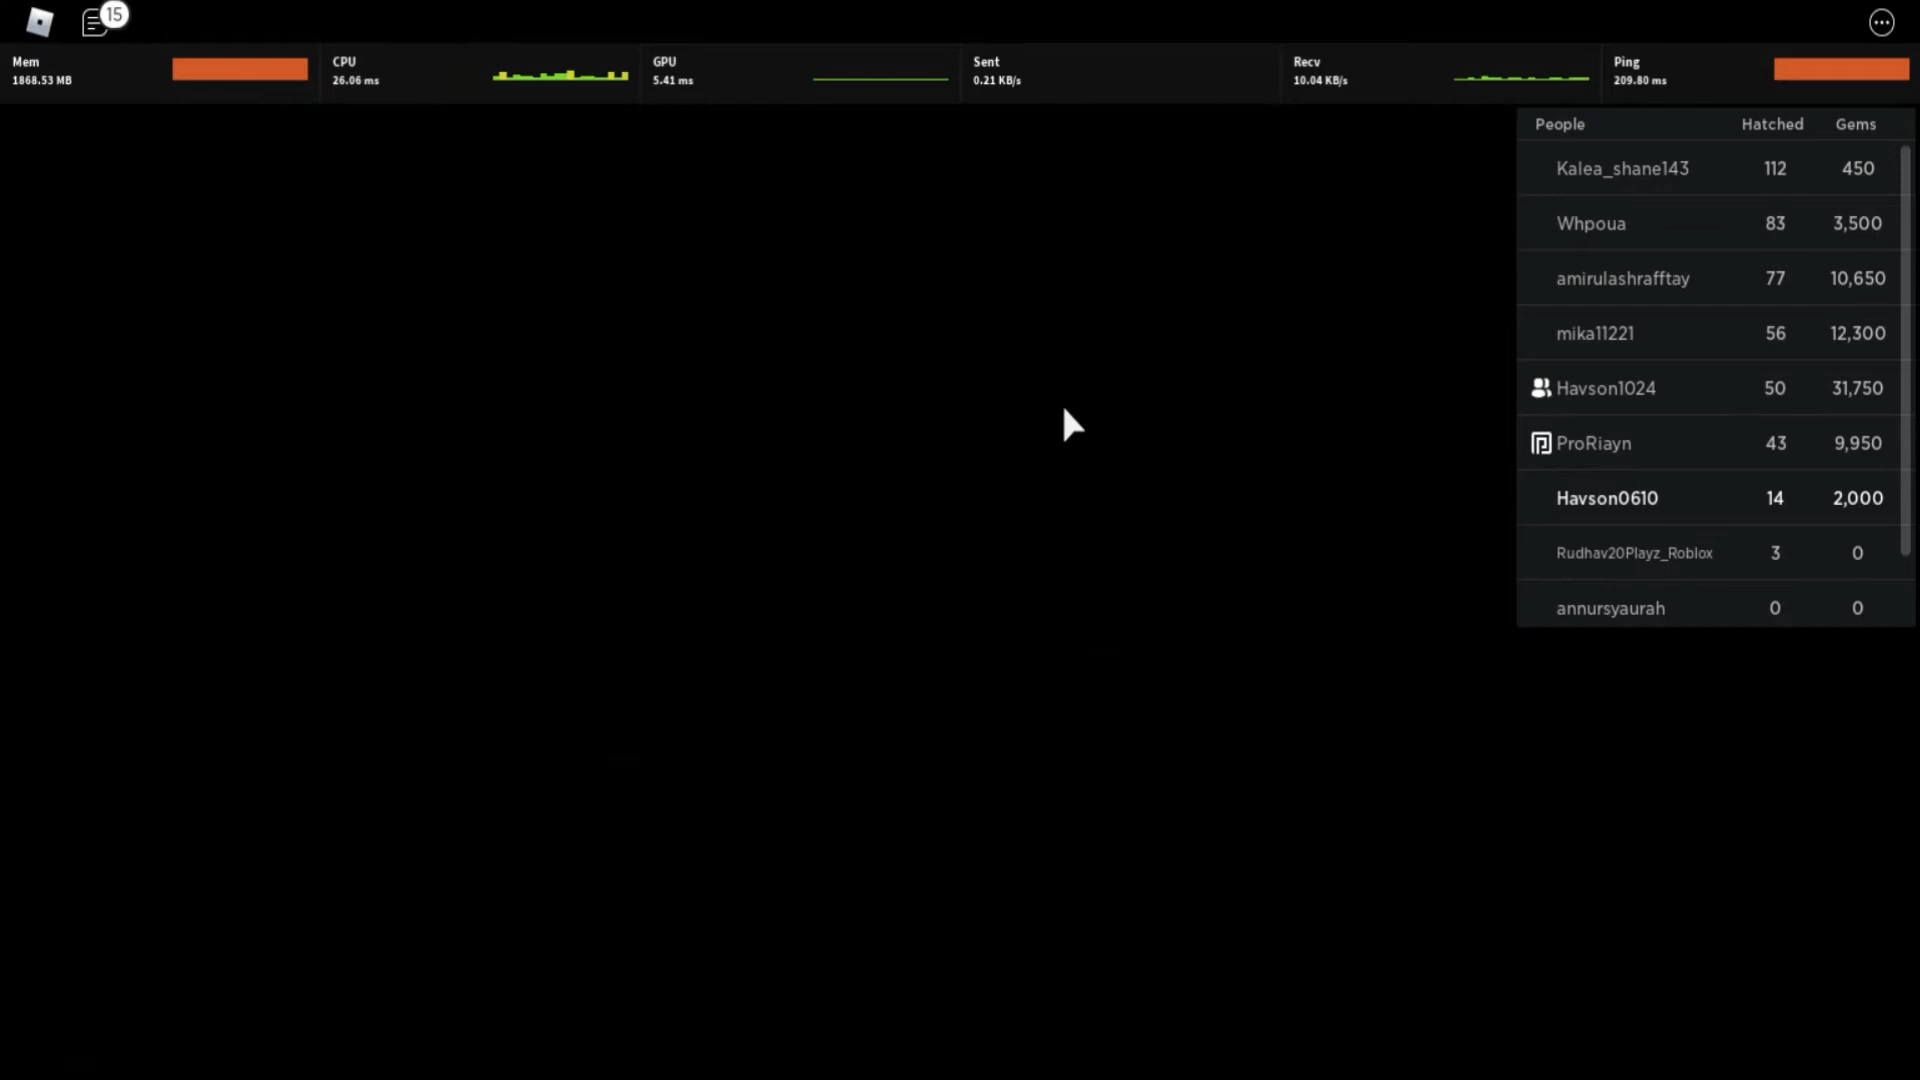 15
Mem
1868.53 MB
CPU
26.06 ms
GPU
5.41 ms
Sent
0.21 KB/s
Recv
10.04 KB/s
Ping
209.80 ms
People Hatched Gems
Kalea_shane143 112 450
Whpoua 83 3,500
amirulashrafftay 77 10,650
mika11221 56 12,300
Havson1024 50 31,750
ProRiayn 43 9,950
Havson0610 14 2,000
Rudhav20Playz_Roblox 3 0
annursyaurah 0 0